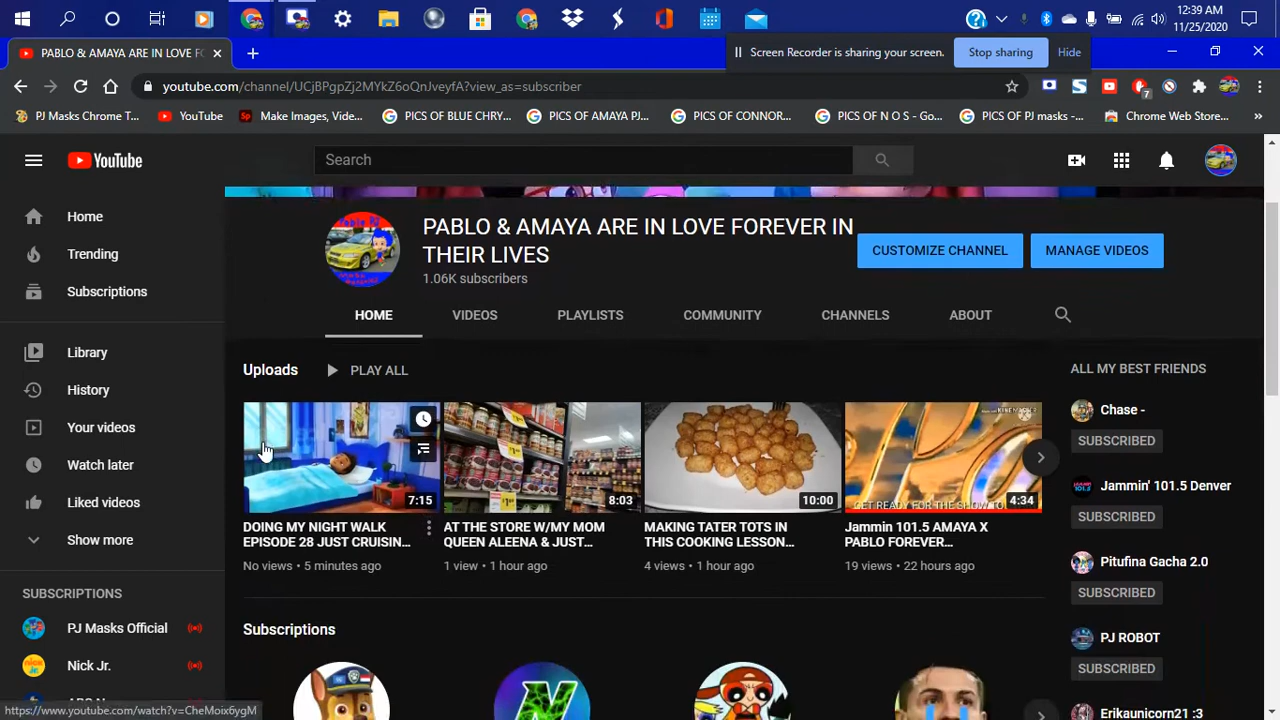 12:39 AM
11/25/2020
PABLO & AMAYA ARE IN LOVE FO
Screen Recorder is sharing your screen.
Stop sharing
Hide
youtube.com/channel/UCjBPgpZj2MYkZ6oQnJveyfA?view_as=subscriber
7
PJ Masks Chrome T...
YouTube
Make Images, Vide...
PICS OF BLUE CHRY...
PICS OF AMAYA PJ...
PICS OF CONNOR...
PICS OF N O S - Go...
PICS OF PJ masks -...
Chrome Web Store...
YouTube
Search
Home
Trending
Subscriptions
Library
History
Your videos
Watch later
Liked videos
Show more
SUBSCRIPTIONS
PJ Masks Official
Nick Jr.
PABLO & AMAYA ARE IN LOVE FOREVER IN
THEIR LIVES
1.06K subscribers
CUSTOMIZE CHANNEL
MANAGE VIDEOS
HOME
VIDEOS
PLAYLISTS
COMMUNITY
CHANNELS
ABOUT
Uploads
PLAY ALL
7:15
DOING MY NIGHT WALK
EPISODE 28 JUST CRUISIN...
No views • 5 minutes ago
8:03
AT THE STORE W/MY MOM
QUEEN ALEENA & JUST...
1 view • 1 hour ago
10:00
MAKING TATER TOTS IN
THIS COOKING LESSON...
4 views • 1 hour ago
KINEMASTER
GET READY FOR THE SHOW TO
4:34
Jammin 101.5 AMAYA X
PABLO FOREVER...
19 views • 22 hours ago
Subscriptions
ALL MY BEST FRIENDS
Chase -
SUBSCRIBED
Jammin' 101.5 Denver
SUBSCRIBED
Pitufina Gacha 2.0
SUBSCRIBED
PJ ROBOT
SUBSCRIBED
Erikaunicorn21 :3
https://www.youtube.com/watch?v=CheMoix6ygM